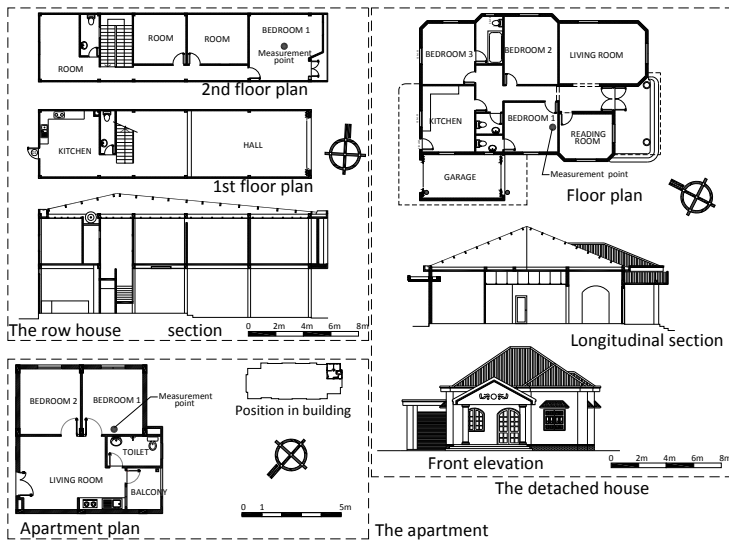 ROOM
ROOM
BEDROOM 1
Measurement
point
ROOM
2nd floor plan
KITCHEN
HALL
1st floor plan
The row house
section
0 2m 4m 6m 8m
BEDROOM 3
BEDROOM 2
LIVING ROOM
KITCHEN
BEDROOM 1
READING
ROOM
GARAGE
Measurement point
Floor plan
Longitudinal section
Front elevation
0 2m 4m 6m 8m
The detached house
BEDROOM 2
BEDROOM 1
Measurement
point
TOILET
LIVING ROOM
BALCONY
Position in building
0 1 5m
Apartment plan
The apartment